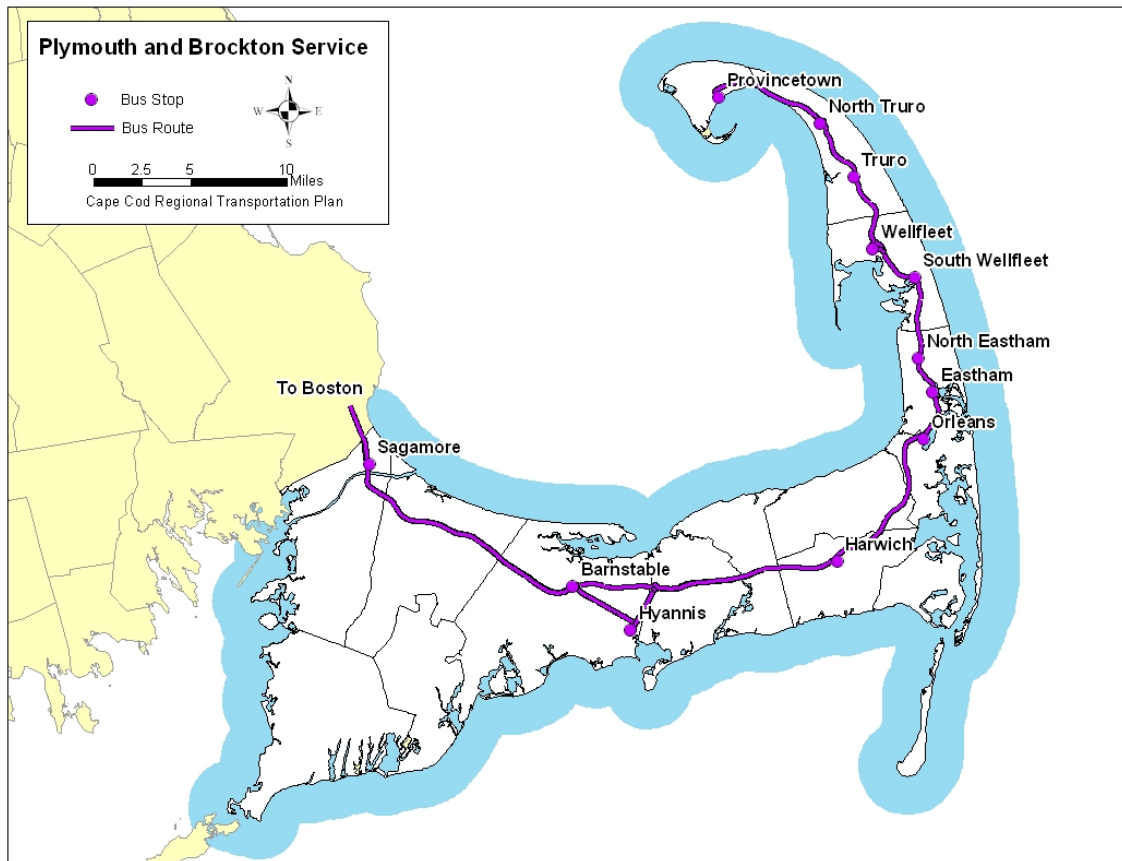 Plymouth and Brockton Service
Bus Stop
Bus Route
N
W E
S
0 2.5 5 10
Miles
Cape Cod Regional Transportation Plan
Provincetown
North Truro
Truro
Wellfleet
South Wellfleet
North Eastham
Eastham
To Boston
Orleans
Sagamore
Harwich
Barnstable
Hyannis